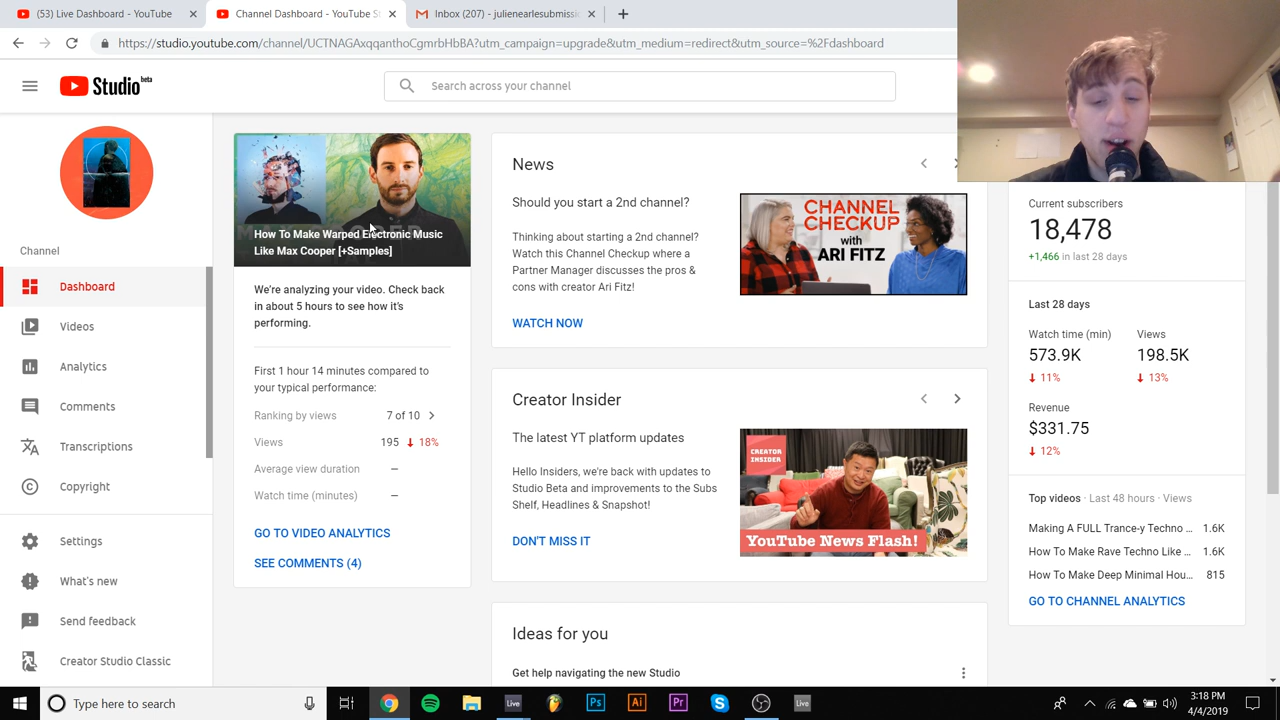 (53) Live Dashboard - YouTube
Channel Dashboard - YouTube S
Inbox (207) - julienearlesubmissi
https://studio.youtube.com/channel/UCTNAGAxqqanthoCgmrbHbBA?utm_campaign=upgrade&utm_medium=redirect&utm_source=%2Fdashboard
Studio beta
Search across your channel
Channel
Dashboard
Videos
Analytics
Comments
Transcriptions
Copyright
Settings
What's new
Send feedback
Creator Studio Classic
How To Make Warped Electronic Music
Like Max Cooper [+Samples]
We're analyzing your video. Check back
in about 5 hours to see how it's
performing.
First 1 hour 14 minutes compared to
your typical performance:
Ranking by views 7 of 10
Views 195 18%
Average view duration –
Watch time (minutes) –
GO TO VIDEO ANALYTICS
SEE COMMENTS (4)
News
Should you start a 2nd channel?
Thinking about starting a 2nd channel?
Watch this Channel Checkup where a
Partner Manager discusses the pros &
cons with creator Ari Fitz!
WATCH NOW
CHANNEL
CHECKUP
with
ARI FITZ
Creator Insider
The latest YT platform updates
Hello Insiders, we're back with updates to
Studio Beta and improvements to the Subs
Shelf, Headlines & Snapshot!
DON'T MISS IT
CREATOR
INSIDER
YouTube News Flash!
Ideas for you
Get help navigating the new Studio
Current subscribers
18,478
+1,466 in last 28 days
Last 28 days
Watch time (min) Views
573.9K 198.5K
11% 13%
Revenue
$331.75
12%
Top videos · Last 48 hours · Views
Making A FULL Trance-y Techno ... 1.6K
How To Make Rave Techno Like ... 1.6K
How To Make Deep Minimal Hou... 815
GO TO CHANNEL ANALYTICS
Type here to search
Live
Ps
Ai
Pr
Live
3:18 PM
4/4/2019